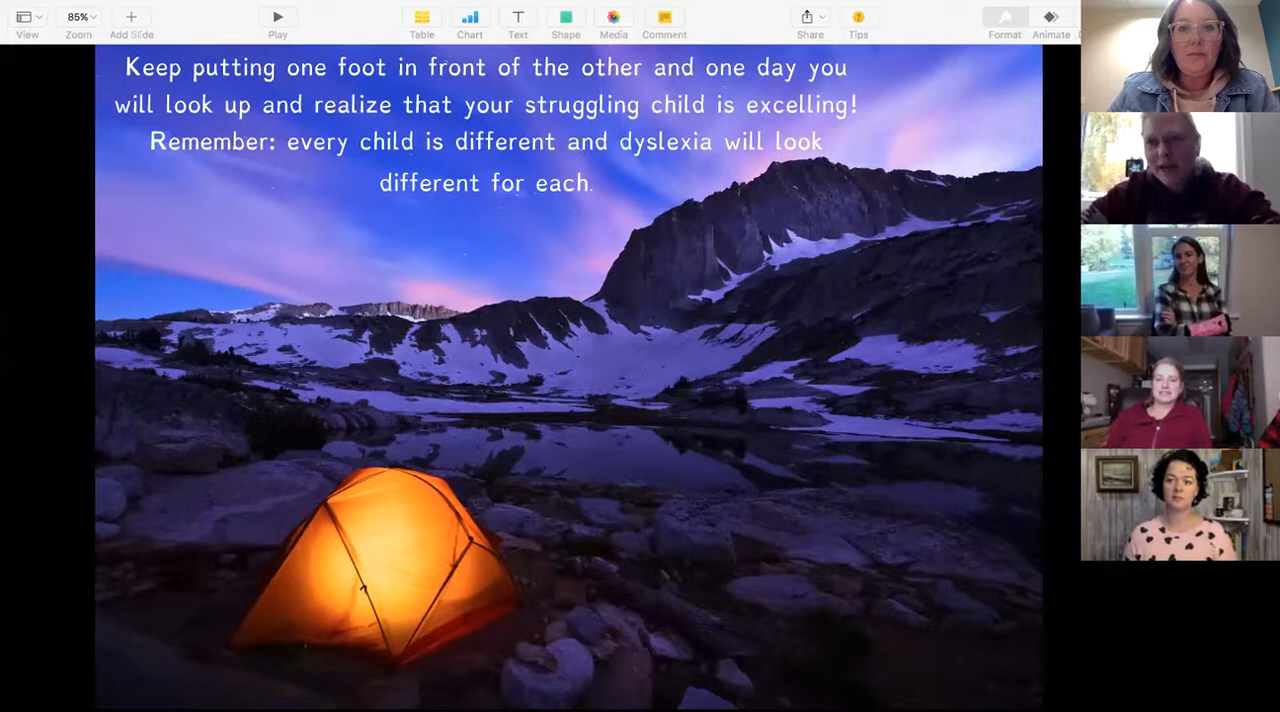 85%
View
Zoom
Add Slide
Play
Table
Chart
Text
Shape
Media
Comment
Share
Tips
Format
Animate
Keep putting one foot in front of the other and one day you
will look up and realize that your struggling child is excelling!
Remember: every child is different and dyslexia will look
different for each.